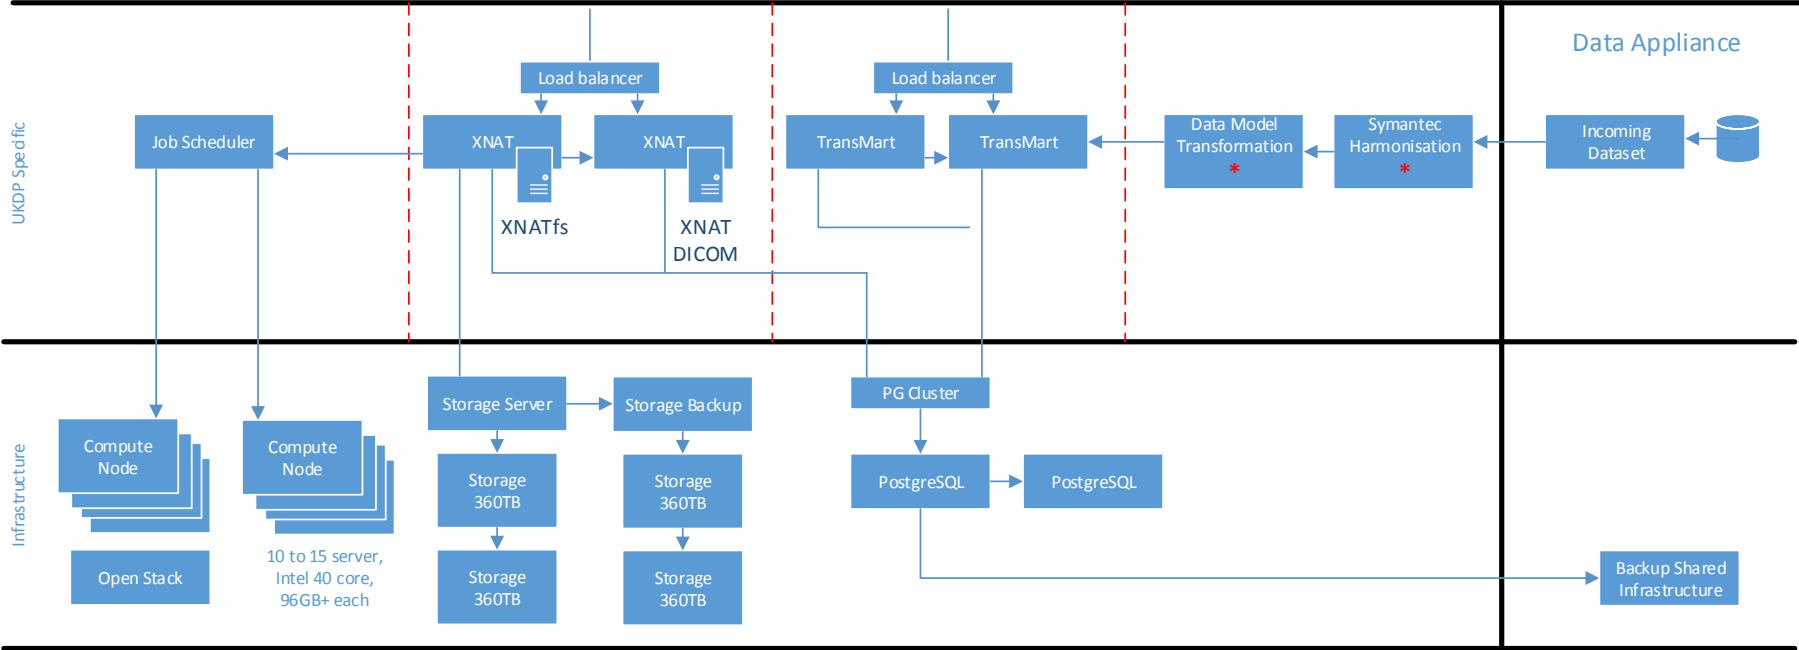 Data Appliance
UKDP Specific
Load balancer
Load balancer
Job Scheduler
XNAT
XNAT
TransMart
TransMart
Data Model
Transformation
*
Symantec
Harmonisation
*
Incoming
Dataset
XNATfs
XNAT
DICOM
Infrastructure
Compute
Node
Compute
Node
Open Stack
10 to 15 server,
Intel 40 core,
96GB+ each
Storage Server
Storage Backup
Storage
360TB
Storage
360TB
Storage
360TB
Storage
360TB
PG Cluster
PostgreSQL
PostgreSQL
Backup Shared
Infrastructure